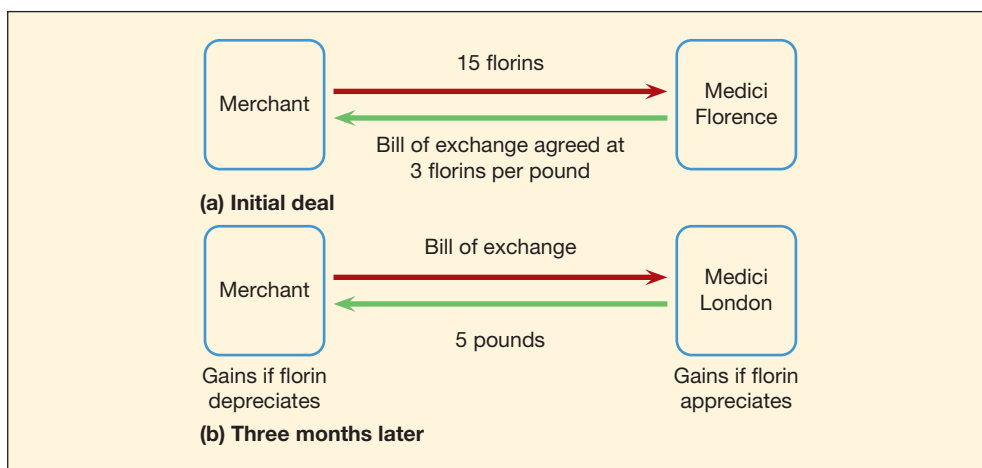 15 florins
Merchant
Medici
Florence
Bill of exchange agreed at
3 florins per pound
(a) Initial deal
Bill of exchange
Merchant
Medici
London
5 pounds
Gains if florin
depreciates
Gains if florin
appreciates
(b) Three months later